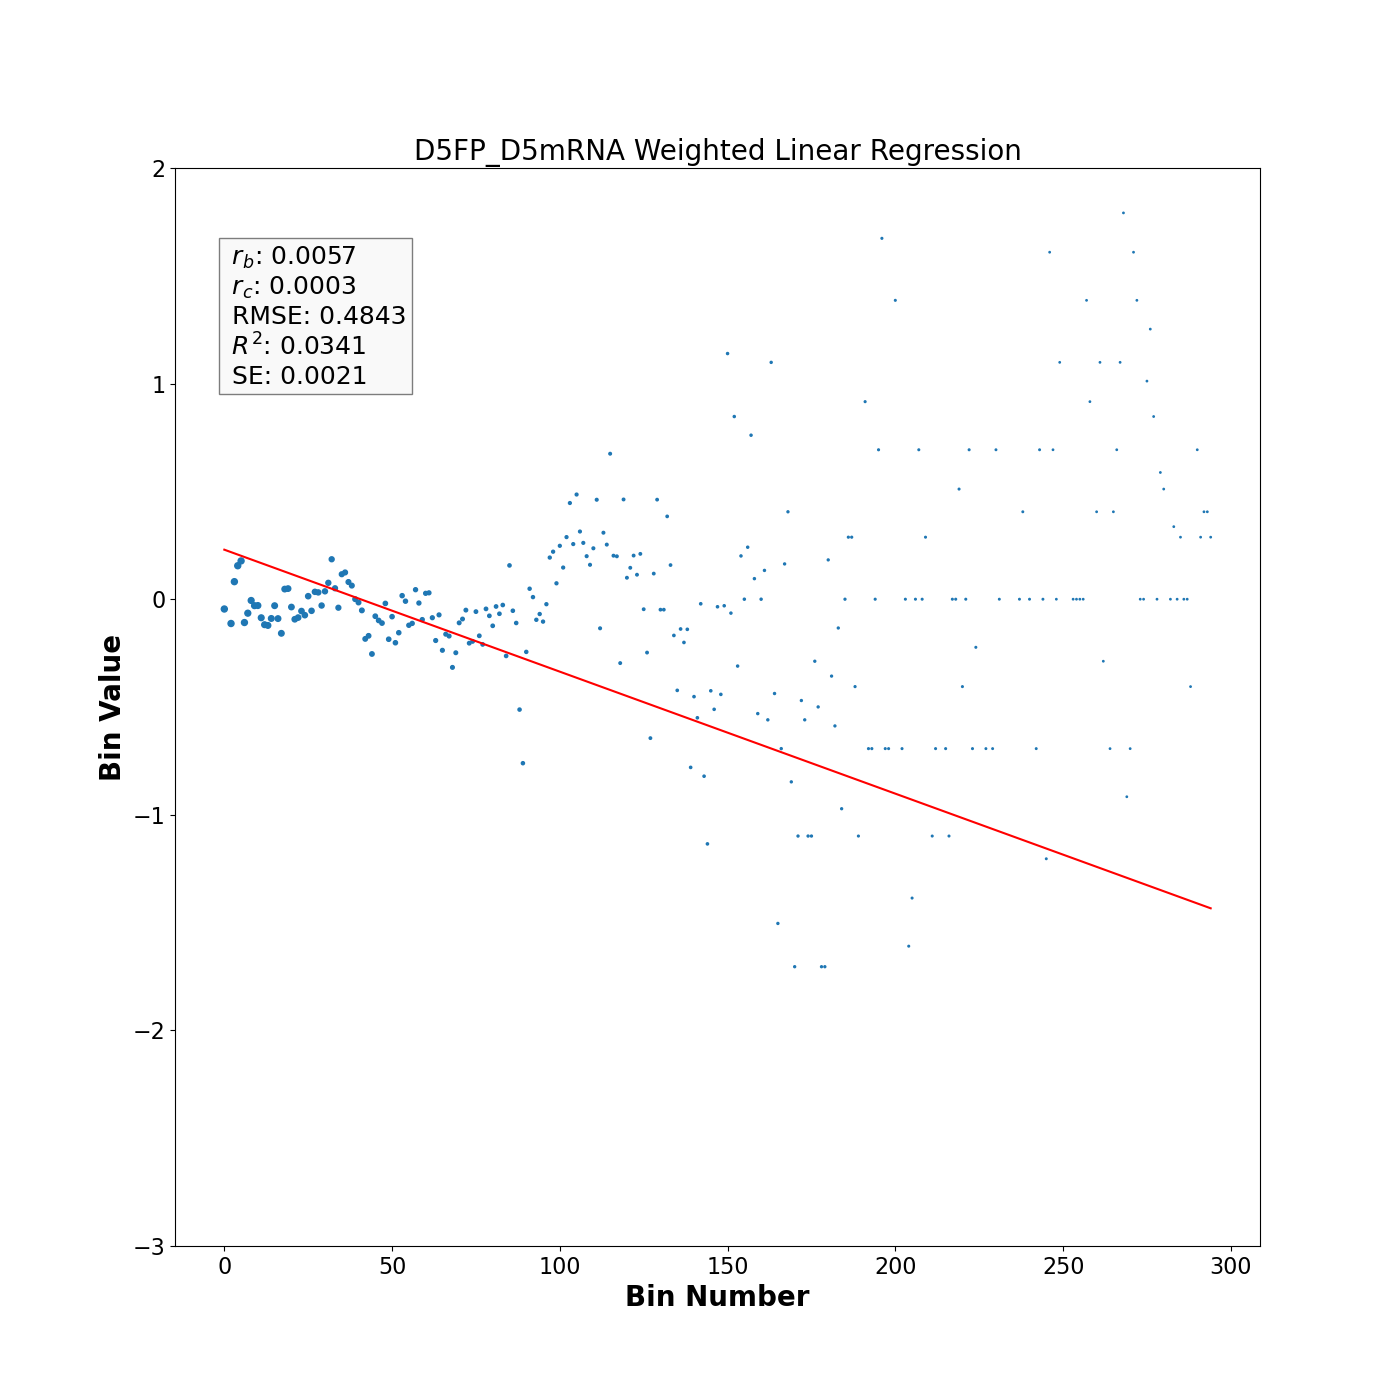 D5FP_D5mRNA Weighted Linear Regression
2
1
0
−1
−2
−3
r_b: 0.0057
r_c: 0.0003
RMSE: 0.4843
R²: 0.0341
SE: 0.0021
Bin Value
0 50 100 150 200 250 300
Bin Number